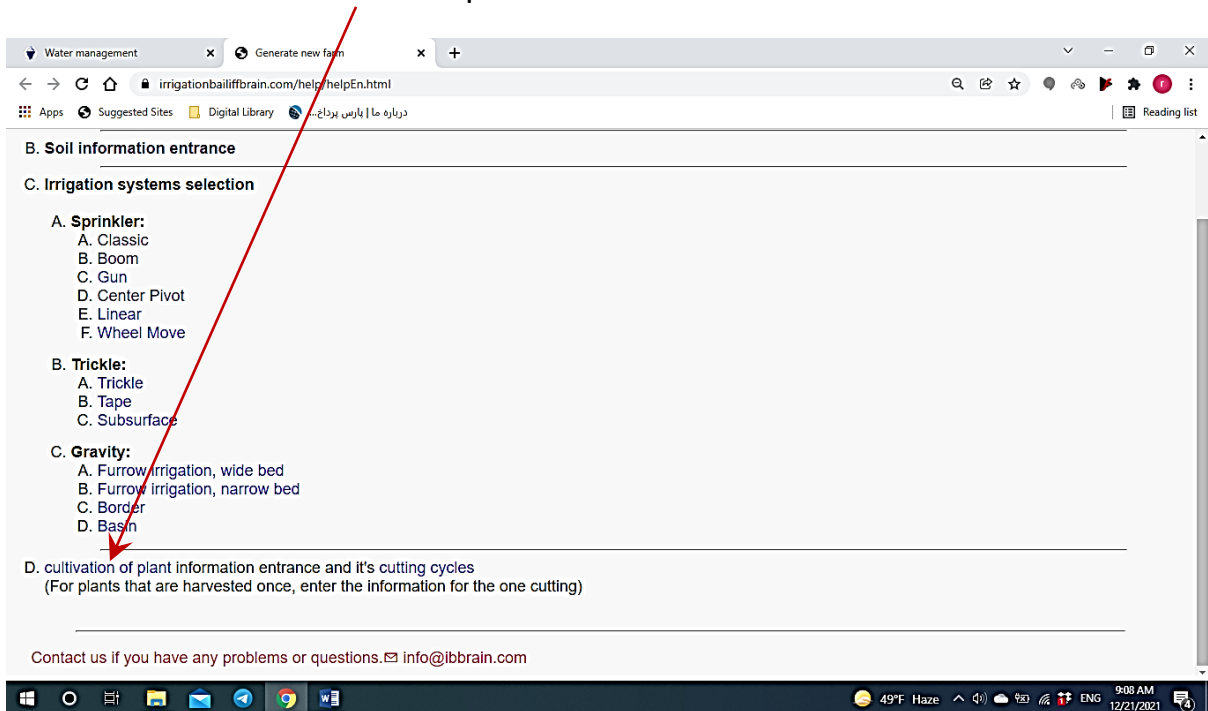 Water management
Generate new farm
irrigationbailiffbrain.com/help/helpEn.html
Apps Suggested Sites Digital Library درباره ما | پارس پرداخ... Reading list
B. Soil information entrance
C. Irrigation systems selection
A. Sprinkler:
A. Classic
B. Boom
C. Gun
D. Center Pivot
E. Linear
F. Wheel Move
B. Trickle:
A. Trickle
B. Tape
C. Subsurface
C. Gravity:
A. Furrow irrigation, wide bed
B. Furrow irrigation, narrow bed
C. Border
D. Basin
D. cultivation of plant information entrance and it's cutting cycles
(For plants that are harvested once, enter the information for the one cutting)
Contact us if you have any problems or questions. info@ibbrain.com
49°F Haze ENG 9:08 AM
12/21/2021